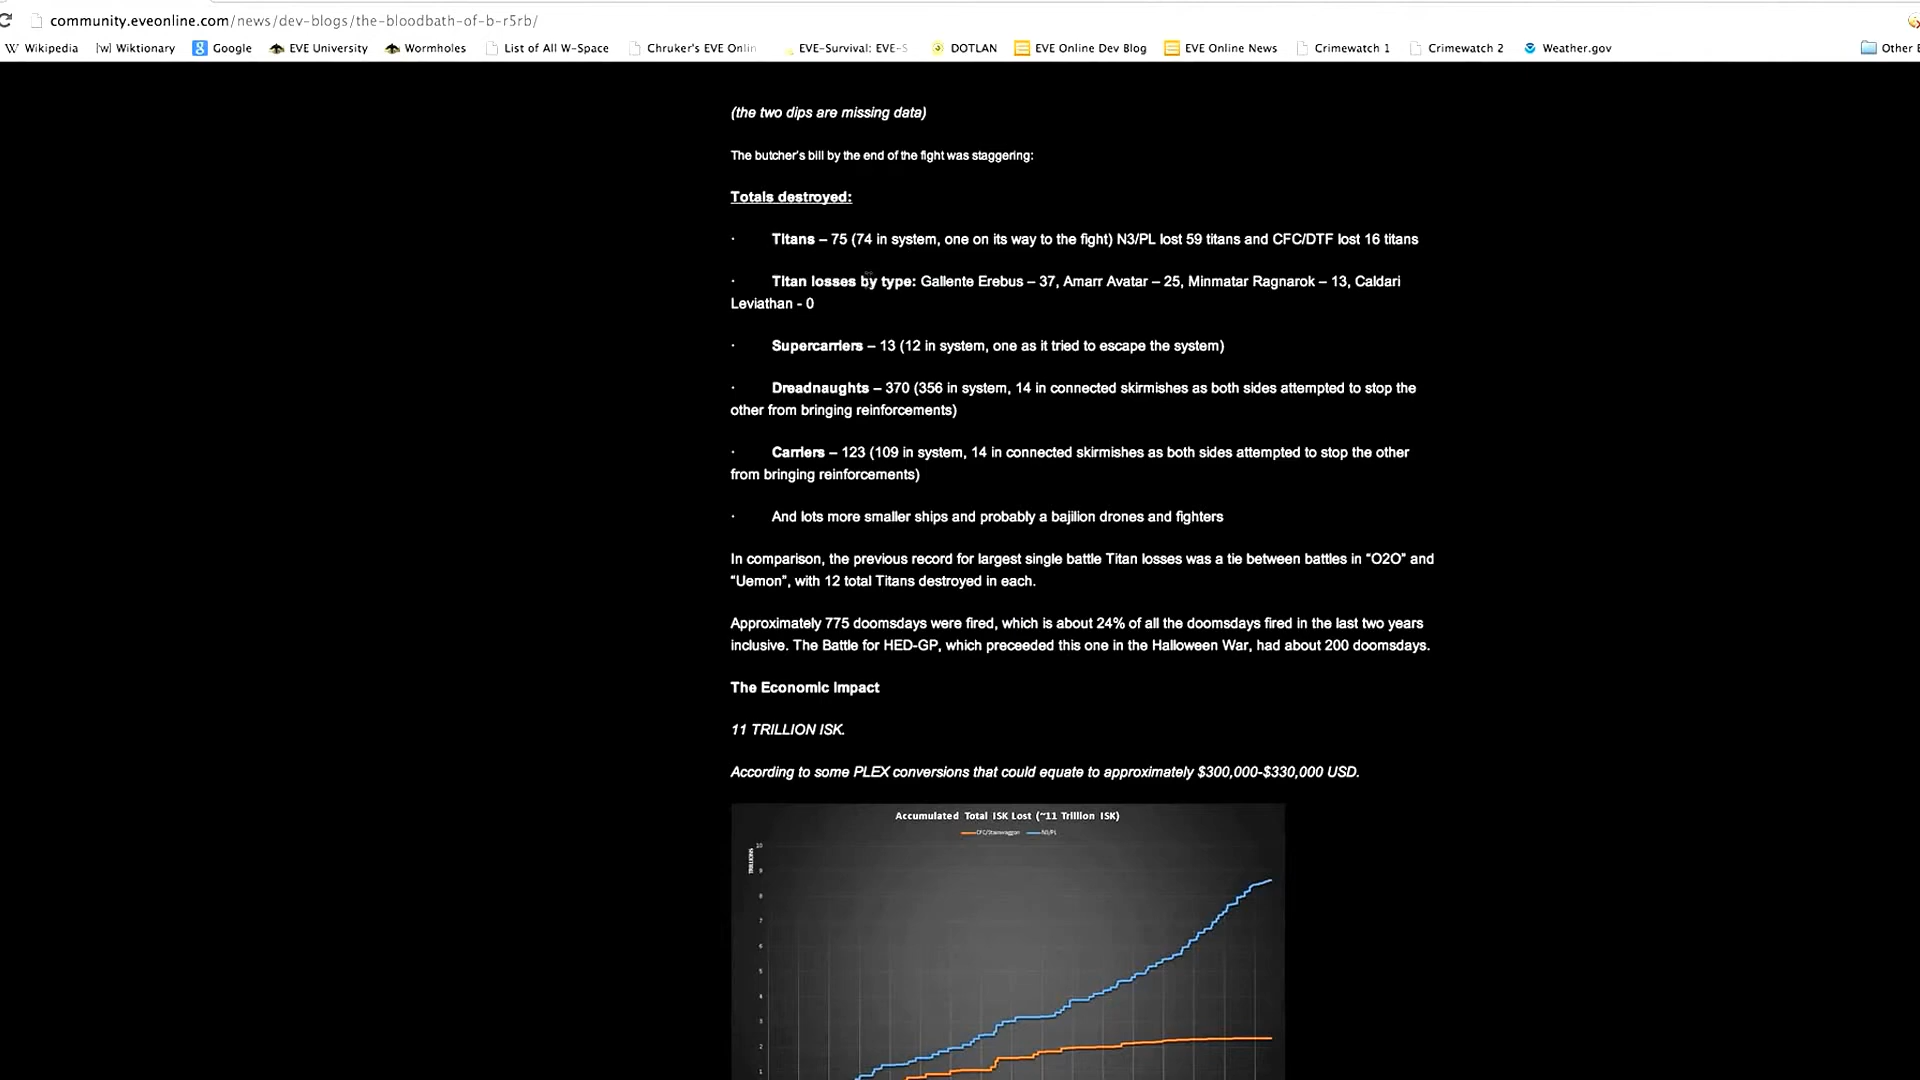 community.eveonline.com/news/dev-blogs/the-bloodbath-of-b-r5rb/
Wikipedia Wiktionary Google EVE University Wormholes List of All W-Space Chruker's EVE Onlin EVE-Survival: EVE-S DOTLAN EVE Online Dev Blog EVE Online News Crimewatch 1 Crimewatch 2 Weather.gov Other
(the two dips are missing data)
The butcher's bill by the end of the fight was staggering:
Totals destroyed:
· Titans – 75 (74 in system, one on its way to the fight) N3/PL lost 59 titans and CFC/DTF lost 16 titans
· Titan losses by type: Gallente Erebus – 37, Amarr Avatar – 25, Minmatar Ragnarok – 13, Caldari
Leviathan - 0
· Supercarriers – 13 (12 in system, one as it tried to escape the system)
· Dreadnaughts – 370 (356 in system, 14 in connected skirmishes as both sides attempted to stop the
other from bringing reinforcements)
· Carriers – 123 (109 in system, 14 in connected skirmishes as both sides attempted to stop the other
from bringing reinforcements)
· And lots more smaller ships and probably a bajilion drones and fighters
In comparison, the previous record for largest single battle Titan losses was a tie between battles in “O2O” and
“Uemon”, with 12 total Titans destroyed in each.
Approximately 775 doomsdays were fired, which is about 24% of all the doomsdays fired in the last two years
inclusive. The Battle for HED-GP, which preceeded this one in the Halloween War, had about 200 doomsdays.
The Economic Impact
11 TRILLION ISK.
According to some PLEX conversions that could equate to approximately $300,000-$330,000 USD.
Accumulated Total ISK Lost (~11 Trillion ISK)
N3/PL
10
9
8
7
6
5
4
3
2
1